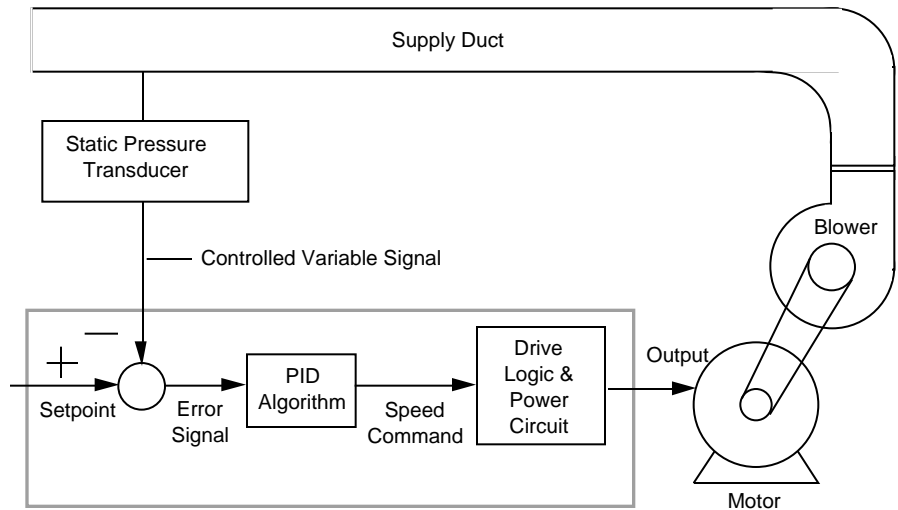 Supply Duct
Static Pressure
Transducer
Blower
Controlled Variable Signal
Setpoint
+
−
Error
Signal
PID
Algorithm
Speed
Command
Drive
Logic &
Power
Circuit
Output
Motor